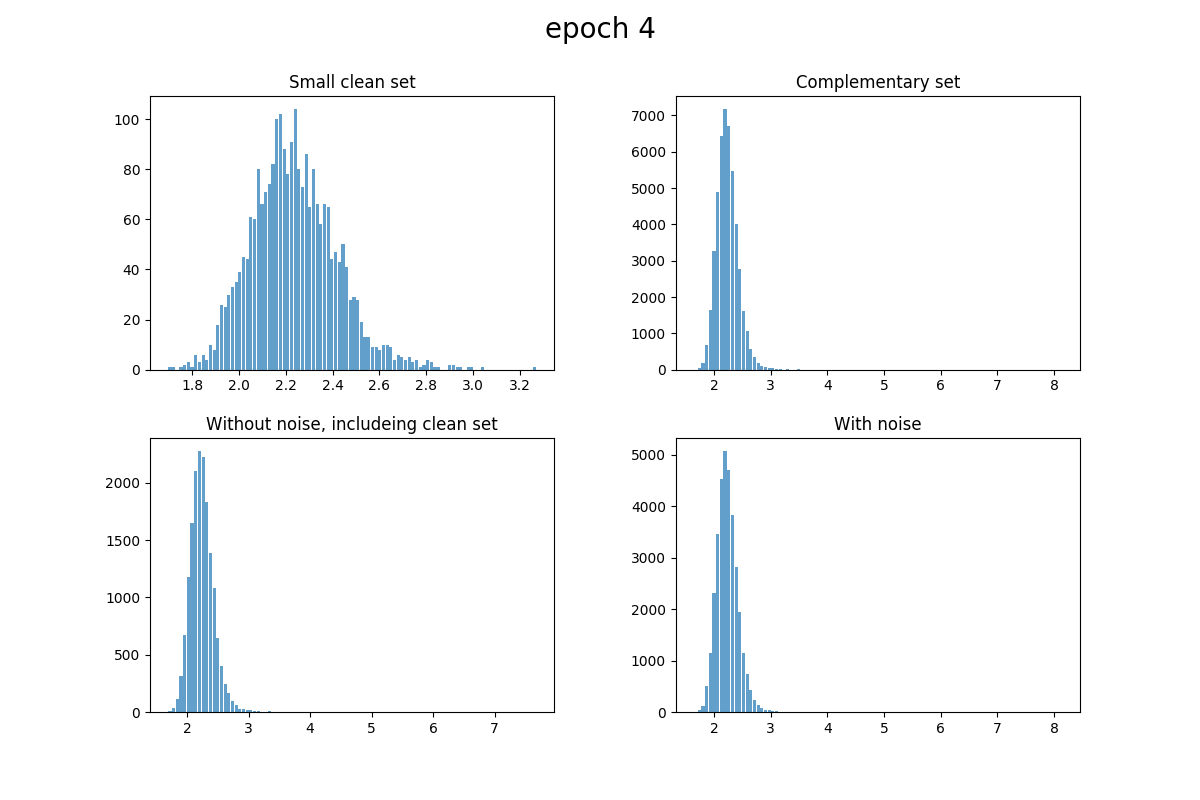 epoch 4
Small clean set
100
80
60
40
20
0
1.8 2.0 2.2 2.4 2.6 2.8 3.0 3.2
Complementary set
7000
6000
5000
4000
3000
2000
1000
0
2 3 4 5 6 7 8
Without noise, includeing clean set
2000
1500
1000
500
0
2 3 4 5 6 7
With noise
5000
4000
3000
2000
1000
0
2 3 4 5 6 7 8